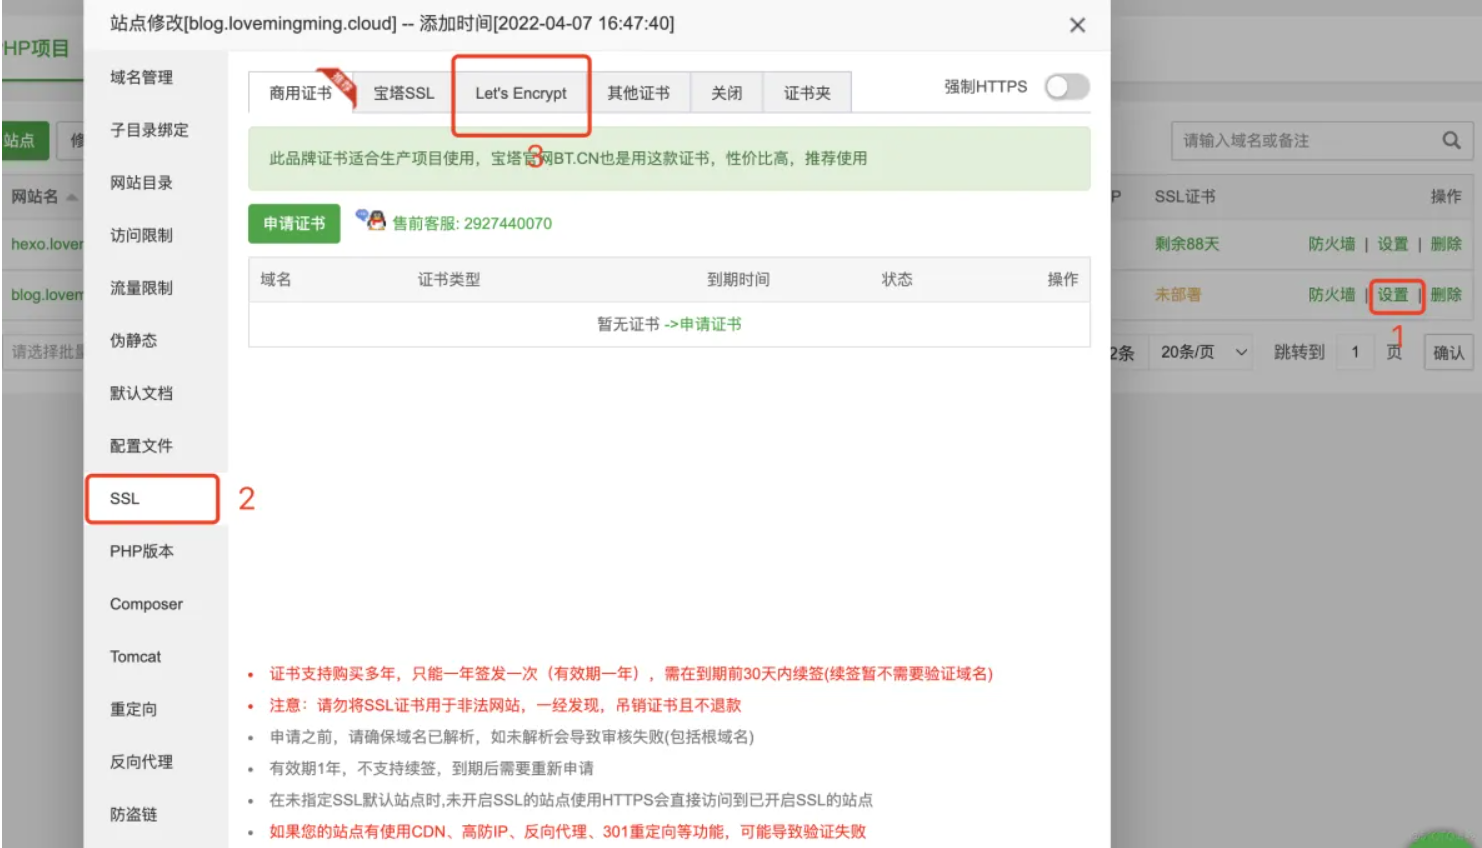 站点修改[blog.lovemingming.cloud] -- 添加时间[2022-04-07 16:47:40]
HP项目
域名管理
子目录绑定
网站目录
访问限制
流量限制
伪静态
默认文档
配置文件
SSL
2
PHP版本
Composer
Tomcat
重定向
反向代理
防盗链
商用证书
推荐
宝塔SSL
Let's Encrypt
其他证书
关闭
证书夹
强制HTTPS
3
此品牌证书适合生产项目使用，宝塔官网BT.CN也是用这款证书，性价比高，推荐使用
申请证书
售前客服: 2927440070
域名 证书类型 到期时间 状态 操作
暂无证书 ->申请证书
证书支持购买多年，只能一年签发一次（有效期一年），需在到期前30天内续签(续签暂不需要验证域名)
注意：请勿将SSL证书用于非法网站，一经发现，吊销证书且不退款
申请之前，请确保域名已解析，如未解析会导致审核失败(包括根域名)
有效期1年，不支持续签，到期后需要重新申请
在未指定SSL默认站点时,未开启SSL的站点使用HTTPS会直接访问到已开启SSL的站点
如果您的站点有使用CDN、高防IP、反向代理、301重定向等功能，可能导致验证失败
站点 修
网站名
hexo.lover
blog.lovem
请选择批量
请输入域名或备注
P SSL证书 操作
剩余88天 防火墙 | 设置 | 删除
未部署 防火墙 | 设置 | 删除
1
2条 20条/页 跳转到 1 页 确认